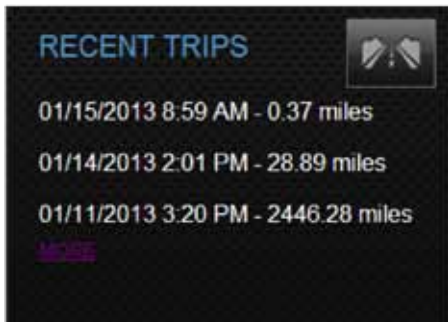 RECENT TRIPS
01/15/2013 8:59 AM - 0.37 miles
01/14/2013 2:01 PM - 28.89 miles
01/11/2013 3:20 PM - 2446.28 miles
MORE